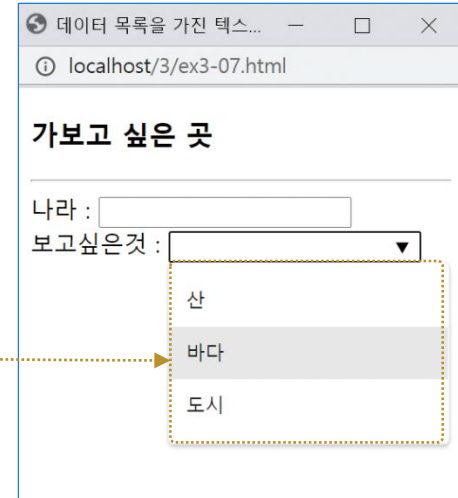 데이터 목록을 가진 텍스...
localhost/3/ex3-07.html
가보고 싶은 곳
나라 :
보고싶은것 :
산
바다
도시